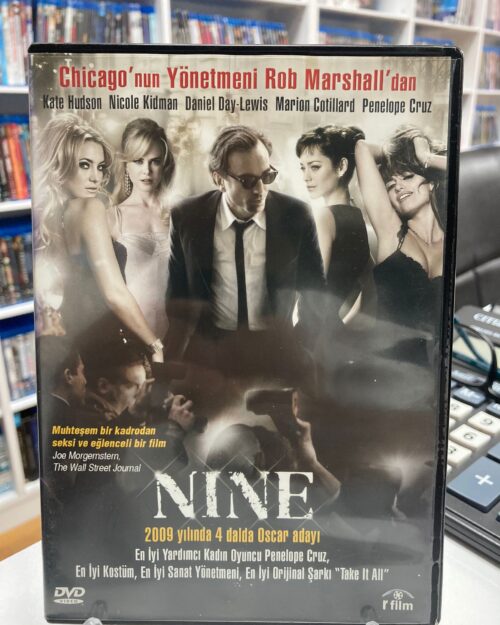 Chicago'nun Yönetmeni Rob Marshall'dan
Kate Hudson Nicole Kidman Daniel Day-Lewis Marion Cotillard Penelope Cruz
Muhteşem bir kadrodan
seksi ve eğlenceli bir film
Joe Morgernstern,
The Wall Street Journal
NINE
2009 yılında 4 dalda Oscar adayı
En İyi Yardımcı Kadın Oyuncu Penelope Cruz,
En İyi Kostüm, En İyi Sanat Yönetmeni, En İyi Orijinal Şarkı "Take It All"
DVD
VIDEO
r film